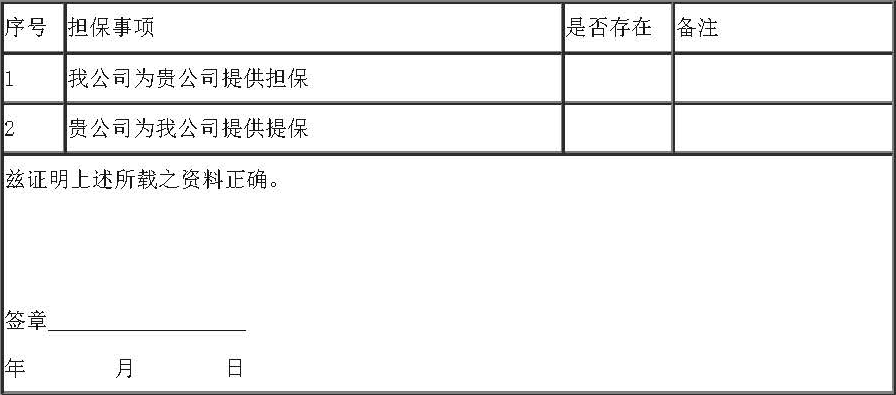 序号 担保事项 是否存在 备注
1 我公司为贵公司提供担保
2 贵公司为我公司提供提保
兹证明上述所载之资料正确。
签章__________________
年 月 日